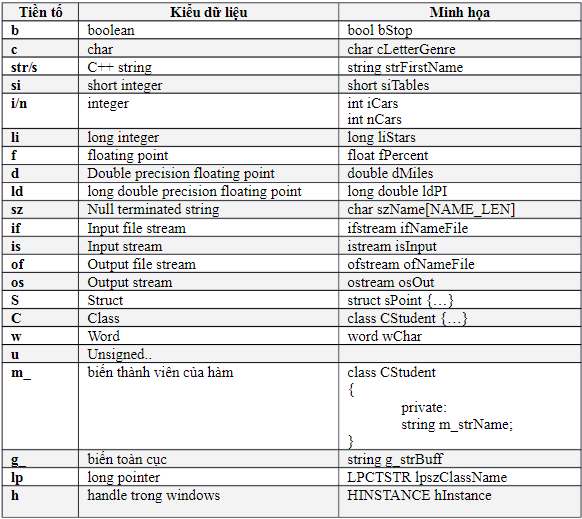 Tiền tố Kiểu dữ liệu Minh họa
b boolean bool bStop
c char char cLetterGenre
str/s C++ string string strFirstName
si short integer short siTables
i/n integer int iCars
int nCars
li long integer long liStars
f floating point float fPercent
d Double precision floating point double dMiles
ld long double precision floating point long double ldPI
sz Null terminated string char szName[NAME_LEN]
if Input file stream ifstream ifNameFile
is Input stream istream isInput
of Output file stream ofstream ofNameFile
os Output stream ostream osOut
S Struct struct sPoint {…}
C Class class CStudent {…}
w Word word wChar
u Unsigned..
m_ biến thành viên của hàm class CStudent
{
private:
string m_strName;
}
g_ biến toàn cục string g_strBuff
lp long pointer LPCTSTR lpszClassName
h handle trong windows HINSTANCE hInstance